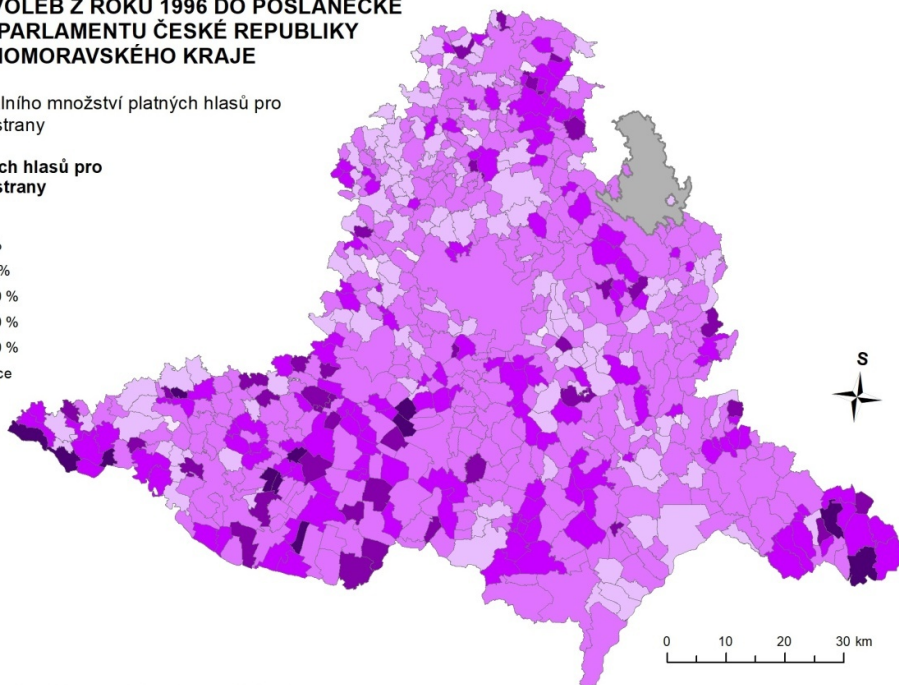 VOLEB Z ROKU 1996 DO POSLANECKÉ
PARLAMENTU ČESKÉ REPUBLIKY
HOMORAVSKÉHO KRAJE
lního množství platných hlasů pro
strany
ch hlasů pro
strany
%
%
%
%
%
ce
S
0 10 20 30 km